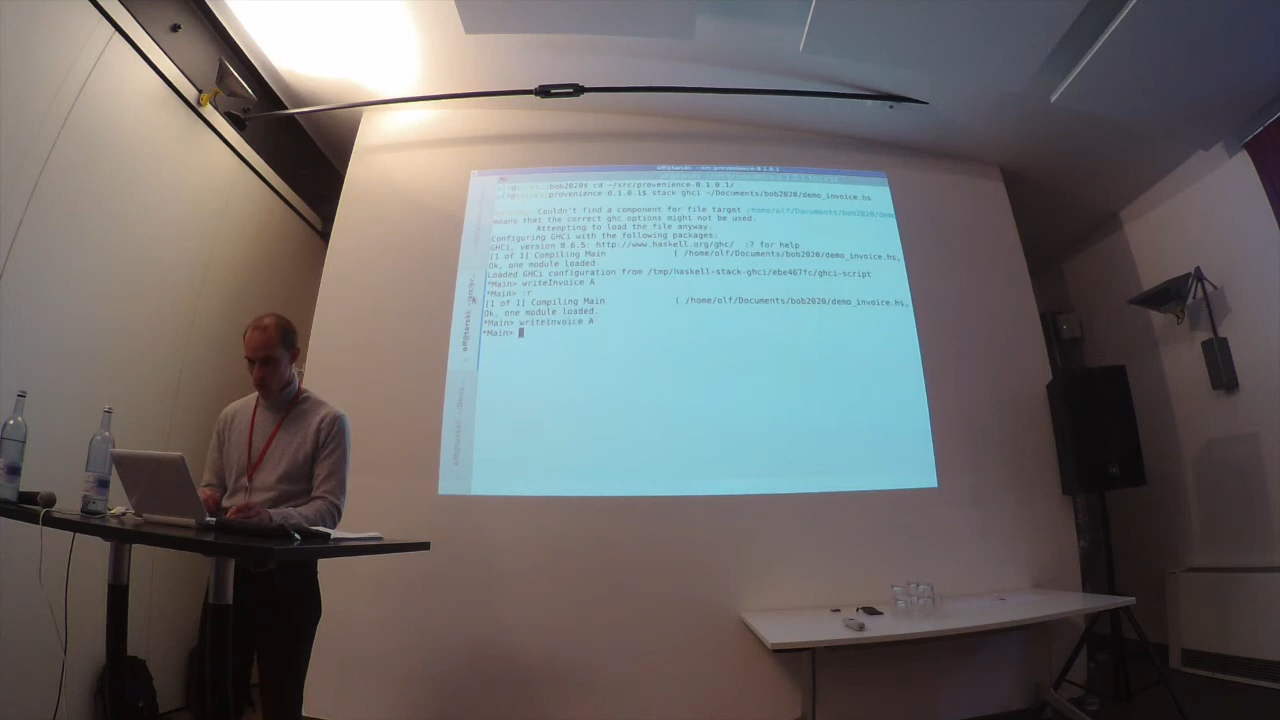 bob2020$ cd ~/src/provenience-0.1.0.1/
provenience-0.1.0.1$ stack ghci ~/Documents/bob2020/demo_invoice.hs
Couldn't find a component for file target /home/olf/Documents/bob2020/demo
means that the correct ghc options might not be used.
Attempting to load the file anyway.
Configuring GHCi with the following packages:
GHCi, version 8.6.5: http://www.haskell.org/ghc/  :? for help
[1 of 1] Compiling Main ( /home/olf/Documents/bob2020/demo_invoice.hs,
Ok, one module loaded.
Loaded GHCi configuration from /tmp/haskell-stack-ghci/ebe467fc/ghci-script
*Main> writeInvoice A
*Main> :r
[1 of 1] Compiling Main ( /home/olf/Documents/bob2020/demo_invoice.hs,
Ok, one module loaded.
*Main> writeInvoice A
*Main>